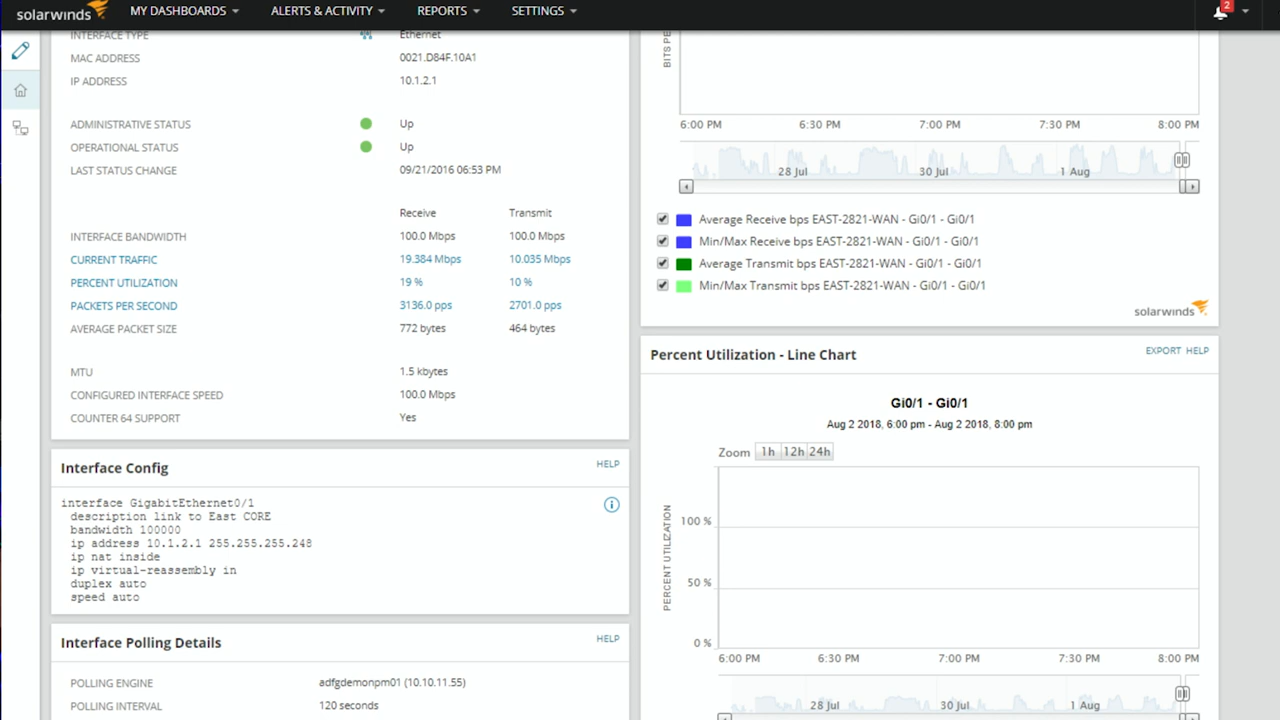 solarwinds MY DASHBOARDS ALERTS & ACTIVITY REPORTS SETTINGS 2
INTERFACE TYPE Ethernet
MAC ADDRESS 0021.D84F.10A1
IP ADDRESS 10.1.2.1
ADMINISTRATIVE STATUS Up
OPERATIONAL STATUS Up
LAST STATUS CHANGE 09/21/2016 06:53 PM
Receive Transmit
INTERFACE BANDWIDTH 100.0 Mbps 100.0 Mbps
CURRENT TRAFFIC 19.384 Mbps 10.035 Mbps
PERCENT UTILIZATION 19 % 10 %
PACKETS PER SECOND 3136.0 pps 2701.0 pps
AVERAGE PACKET SIZE 772 bytes 464 bytes
MTU 1.5 kbytes
CONFIGURED INTERFACE SPEED 100.0 Mbps
COUNTER 64 SUPPORT Yes
Interface Config HELP
interface GigabitEthernet0/1
description link to East CORE
bandwidth 100000
ip address 10.1.2.1 255.255.255.248
ip nat inside
ip virtual-reassembly in
duplex auto
speed auto
Interface Polling Details HELP
POLLING ENGINE adfgdemonpm01 (10.10.11.55)
POLLING INTERVAL 120 seconds
BITS PE
6:00 PM 6:30 PM 7:00 PM 7:30 PM 8:00 PM
28 Jul 30 Jul 1 Aug
Average Receive bps EAST-2821-WAN - Gi0/1 - Gi0/1
Min/Max Receive bps EAST-2821-WAN - Gi0/1 - Gi0/1
Average Transmit bps EAST-2821-WAN - Gi0/1 - Gi0/1
Min/Max Transmit bps EAST-2821-WAN - Gi0/1 - Gi0/1
solarwinds
Percent Utilization - Line Chart EXPORT HELP
Gi0/1 - Gi0/1
Aug 2 2018, 6:00 pm - Aug 2 2018, 8:00 pm
Zoom 1h 12h 24h
PERCENT UTILIZATION
100 %
50 %
0 %
6:00 PM 6:30 PM 7:00 PM 7:30 PM 8:00 PM
28 Jul 30 Jul 1 Aug